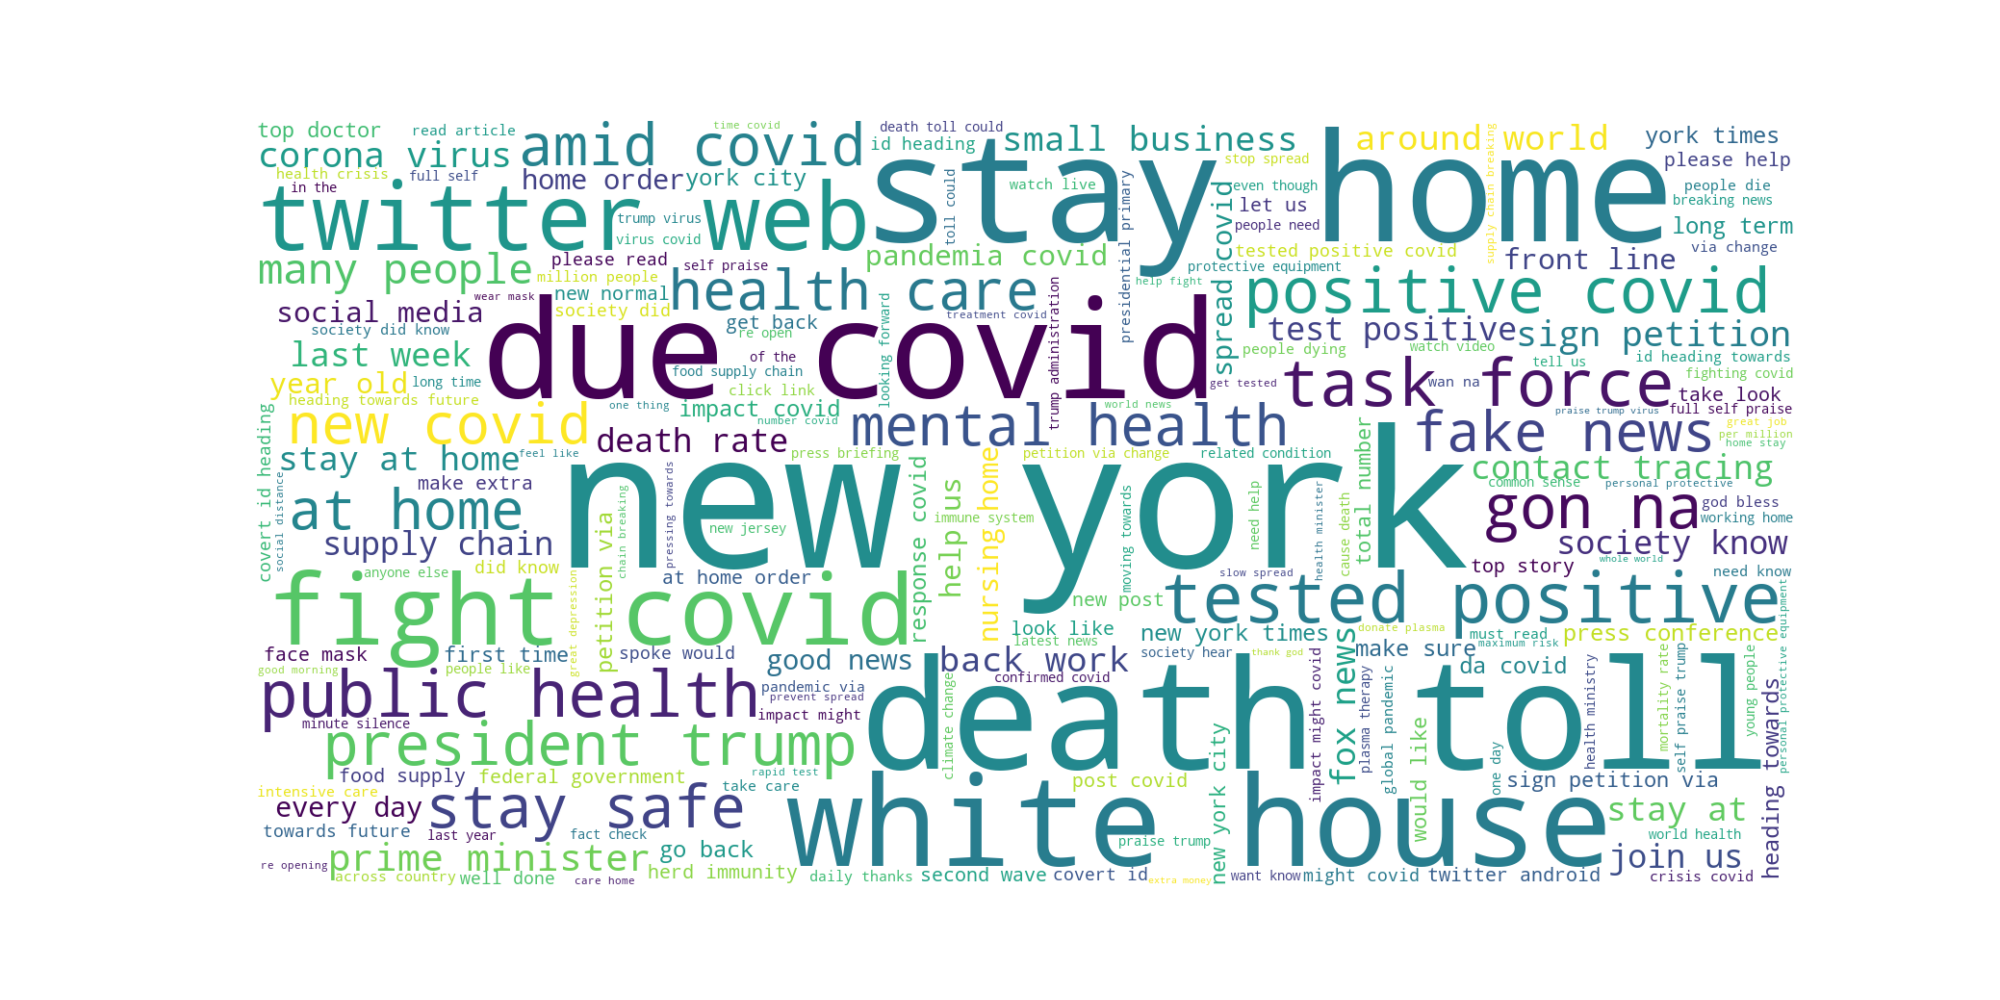 top doctor
read article
time covid
death toll could
small business
around world
york times
corona virus
amid covid
id heading
stay home
please help
health crisis
full self
home order
york city
watch live
stop spread
even though
people die
in the
twitter web
trump virus
toll could
let us
breaking news
virus covid
people need
long term
presidential primary
spread covid
supply chain breaking
many people
please read
self praise
pandemia covid
tested positive covid
front line
via change
million people
protective equipment
wear mask
new normal
health care
help fight
positive covid
social media
society did
due covid
get back
looking forward
treatment covid
trump administration
test positive
sign petition
society did know
re open
last week
of the
people dying
watch video
tell us
id heading towards
year old
long time
food supply chain
click link
get tested
task force
wan na
fighting covid
heading towards future
one thing
impact covid
world news
praise trump virus
take look
full self praise
new covid
number covid
mental health
fake news
great job
death rate
per million
home stay
covert id heading
stay at home
feel like
press briefing
petition via change
related condition
total number
contact tracing
social distance
make extra
new york
common sense
personal protective
at home
chain breaking
pressing towards
new jersey
response covid
immune system
help us
nursing home
moving towards
need help
health minister
cause death
gon na
god bless
working home
supply chain
society know
whole world
anyone else
did know
at home order
slow spread
top story
need know
fight covid
great depression
petition via
new post
tested positive
personal protective equipment
look like
latest news
new york times
donate plasma
must read
press conference
face mask
first time
spoke would
good news
back work
society hear
thank god
fox news
make sure
maximum risk
da covid
good morning
people like
confirmed covid
public health
pandemic via
prevent spread
death toll
impact might covid
plasma therapy
global pandemic
health ministry
mortality rate
self praise trump
young people
heading towards
minute silence
impact might
president trump
climate change
new york city
would like
one day
food supply
federal government
rapid test
take care
post covid
sign petition via
intensive care
every day
stay safe
white house
stay at
towards future
last year
fact check
praise trump
world health
re opening
prime minister
go back
join us
across country
well done
care home
herd immunity
daily thanks
second wave
covert id
extra money
want know
might covid
twitter android
crisis covid